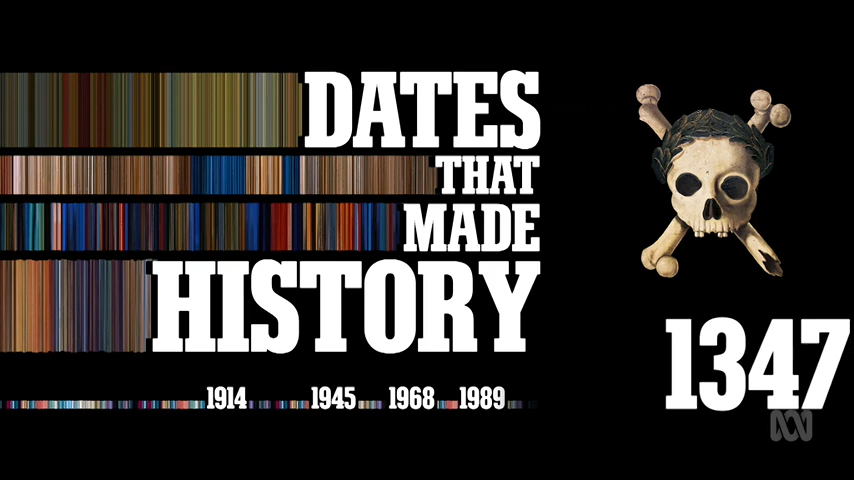 DATES
THAT
MADE
HISTORY
1914 1945 1968 1989
1347